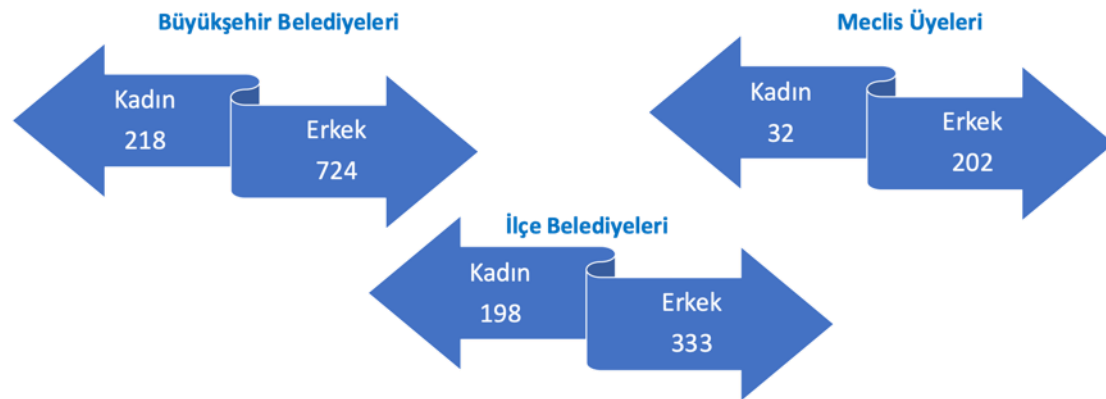 Büyükşehir Belediyeleri
Kadın
218
Erkek
724
Meclis Üyeleri
Kadın
32
Erkek
202
İlçe Belediyeleri
Kadın
198
Erkek
333